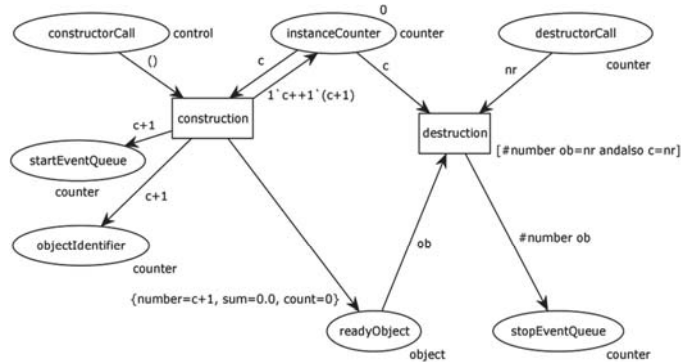 0
constructorCall
control
instanceCounter
counter
destructorCall
counter
()
c
c
nr
1`c++1`(c+1)
construction
destruction
[#number ob=nr andalso c=nr]
c+1
startEventQueue
counter
c+1
objectIdentifier
counter
ob
#number ob
{number=c+1, sum=0.0, count=0}
readyObject
object
stopEventQueue
counter